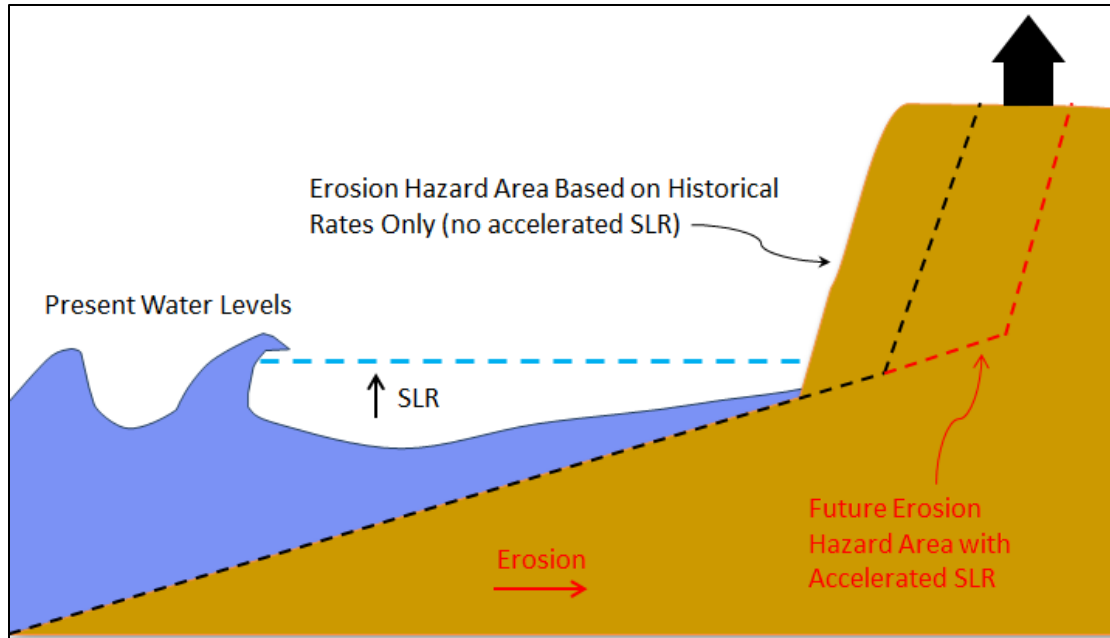 Erosion Hazard Area Based on Historical
Rates Only (no accelerated SLR)
Present Water Levels
SLR
Future Erosion
Hazard Area with
Accelerated SLR
Erosion